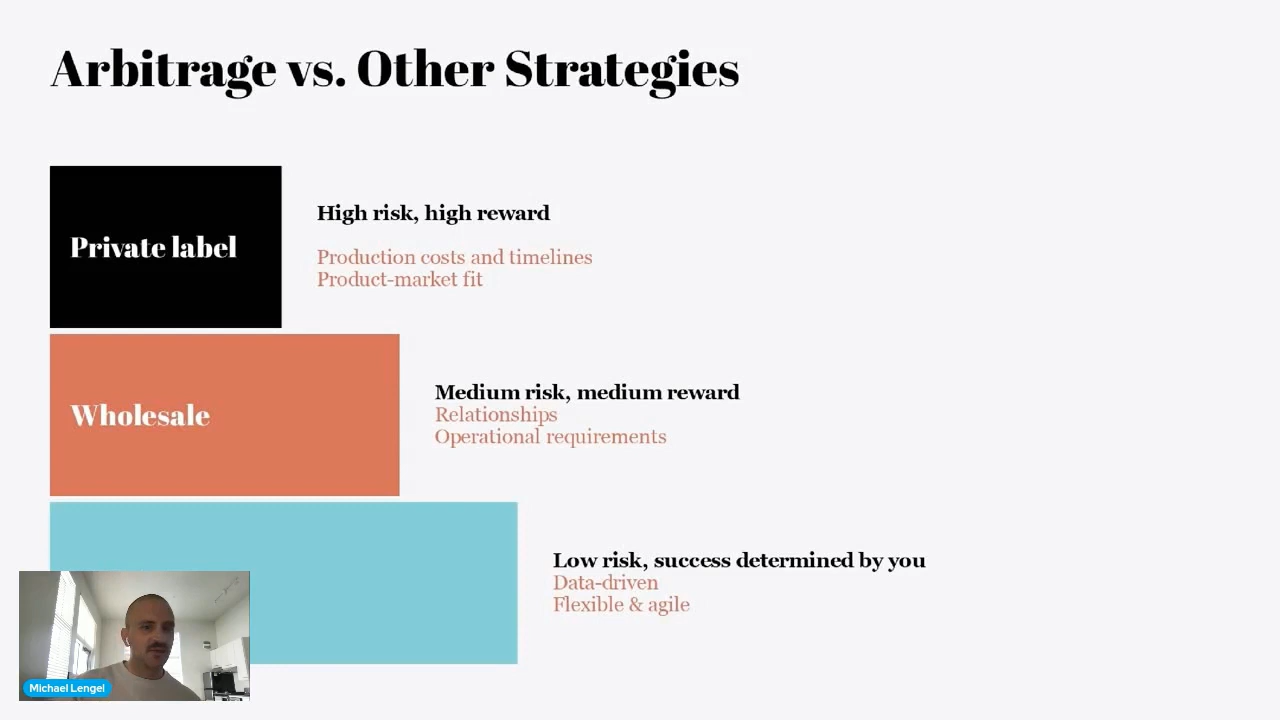 Arbitrage vs. Other Strategies
Private label
High risk, high reward
Production costs and timelines
Product-market fit
Wholesale
Medium risk, medium reward
Relationships
Operational requirements
Low risk, success determined by you
Data-driven
Flexible & agile
Michael Lengel